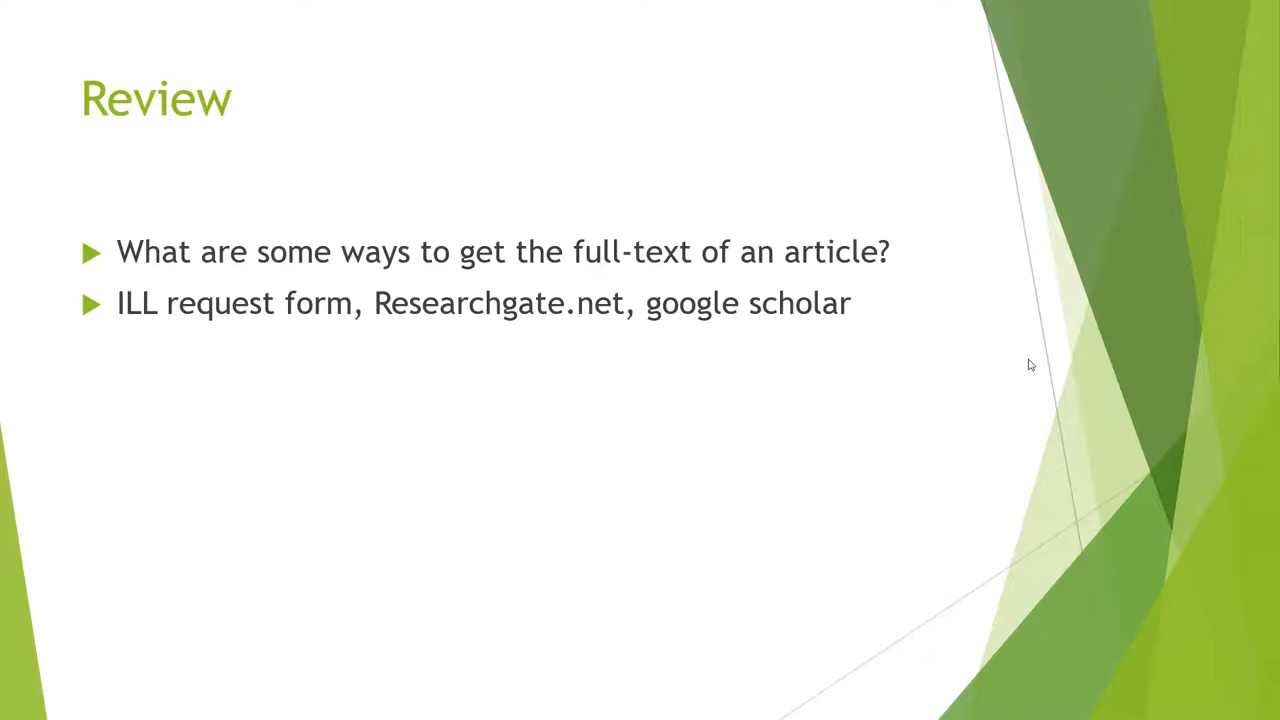 Review
What are some ways to get the full-text of an article?
ILL request form, Researchgate.net, google scholar